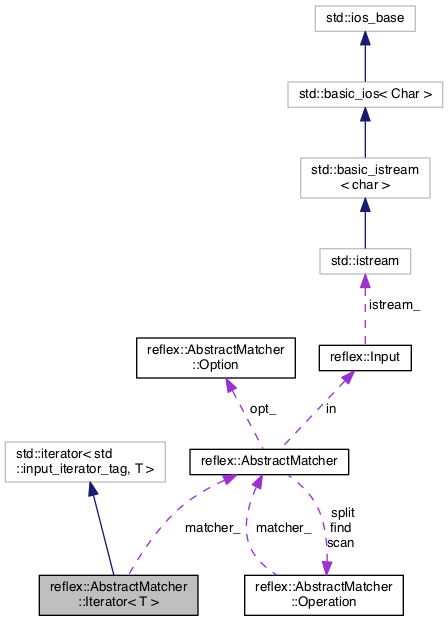 std::ios_base
std::basic_ios< Char >
std::basic_istream
< char >
std::istream
istream_
reflex::AbstractMatcher
::Option
reflex::Input
opt_
in
std::iterator< std
::input_iterator_tag, T >
reflex::AbstractMatcher
matcher_
matcher_
split
find
scan
reflex::AbstractMatcher
::Iterator< T >
reflex::AbstractMatcher
::Operation